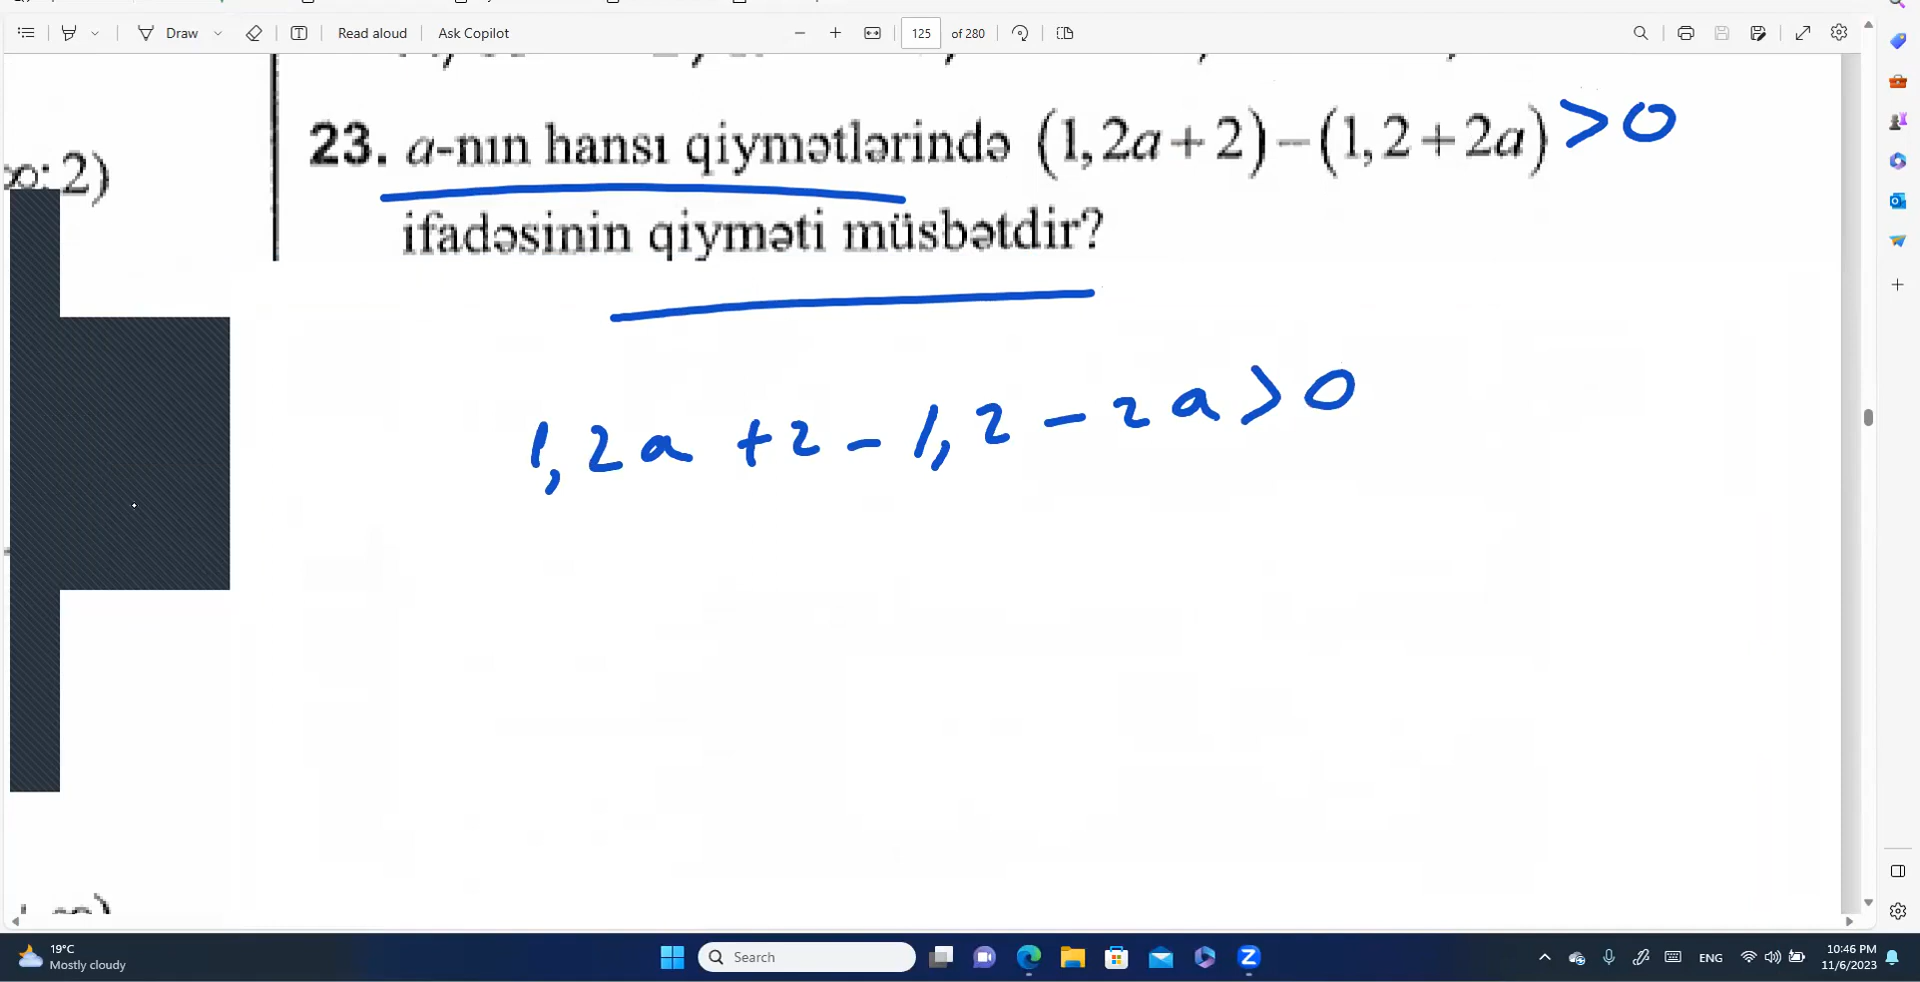 Draw
Read aloud
Ask Copilot
125 of 280
23. a-nın hansı qiymətlərində (1,2a+2)−(1,2+2a) >0
ifadəsinin qiyməti müsbətdir?
∞;2)
1,2a +2 − 1,2 − 2a > 0
19°C
Mostly cloudy
Search
ENG
10:46 PM
11/6/2023